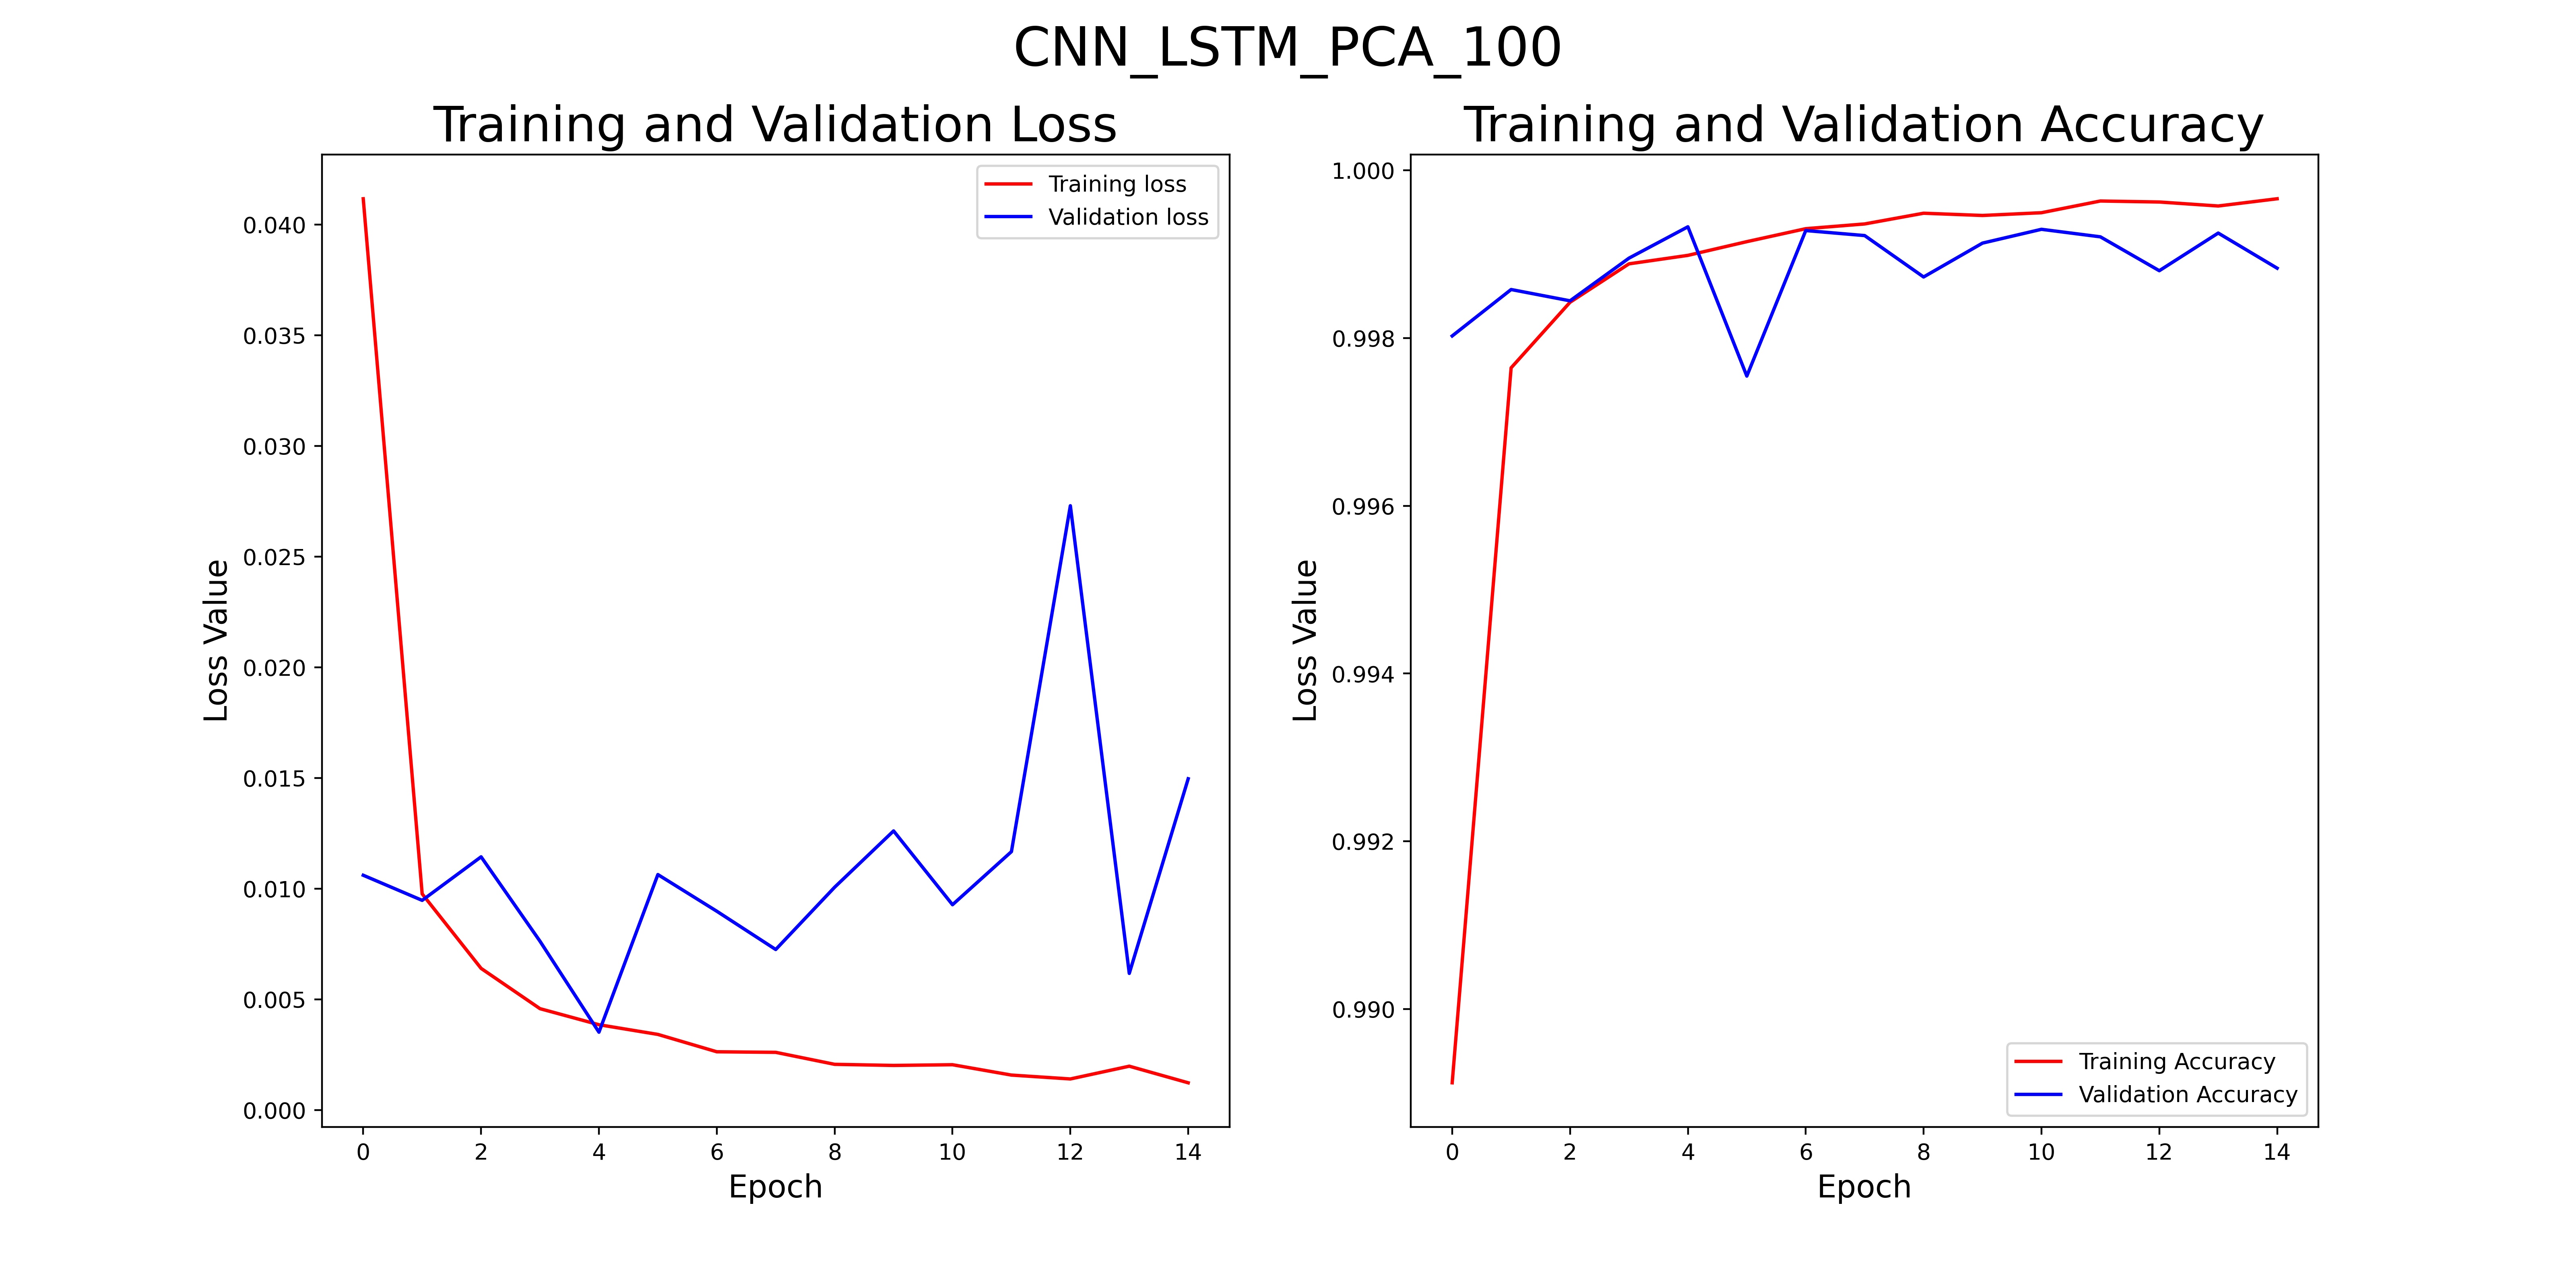 CNN_LSTM_PCA_100
Training and Validation Loss
Training loss
Validation loss
0.040
0.035
0.030
0.025
0.020
0.015
0.010
0.005
0.000
Loss Value
0 2 4 6 8 10 12 14
Epoch
Training and Validation Accuracy
1.000
0.998
0.996
0.994
0.992
0.990
Loss Value
Training Accuracy
Validation Accuracy
0 2 4 6 8 10 12 14
Epoch